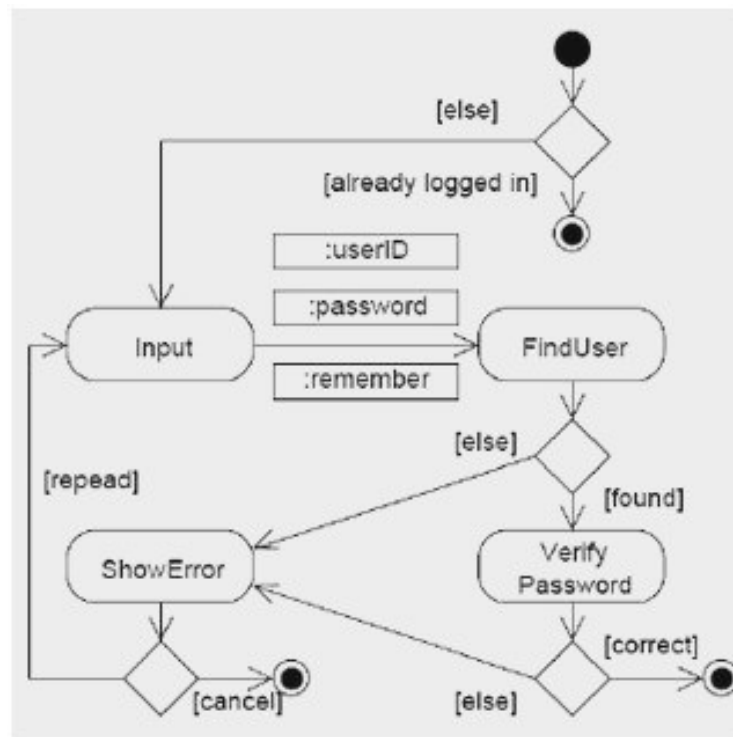 [else]
[already logged in]
:userID
:password
Input
FindUser
:remember
[else]
[repead]
[found]
ShowError
Verify
Password
[correct]
[cancel]
[else]